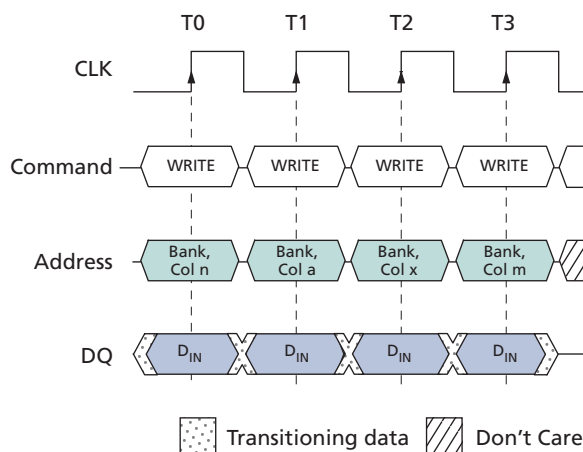 T0 T1 T2 T3
CLK
Command WRITE WRITE WRITE WRITE
Address Bank, Bank, Bank, Bank,
Col n Col a Col x Col m
DQ DIN DIN DIN DIN
Transitioning data Don't Care